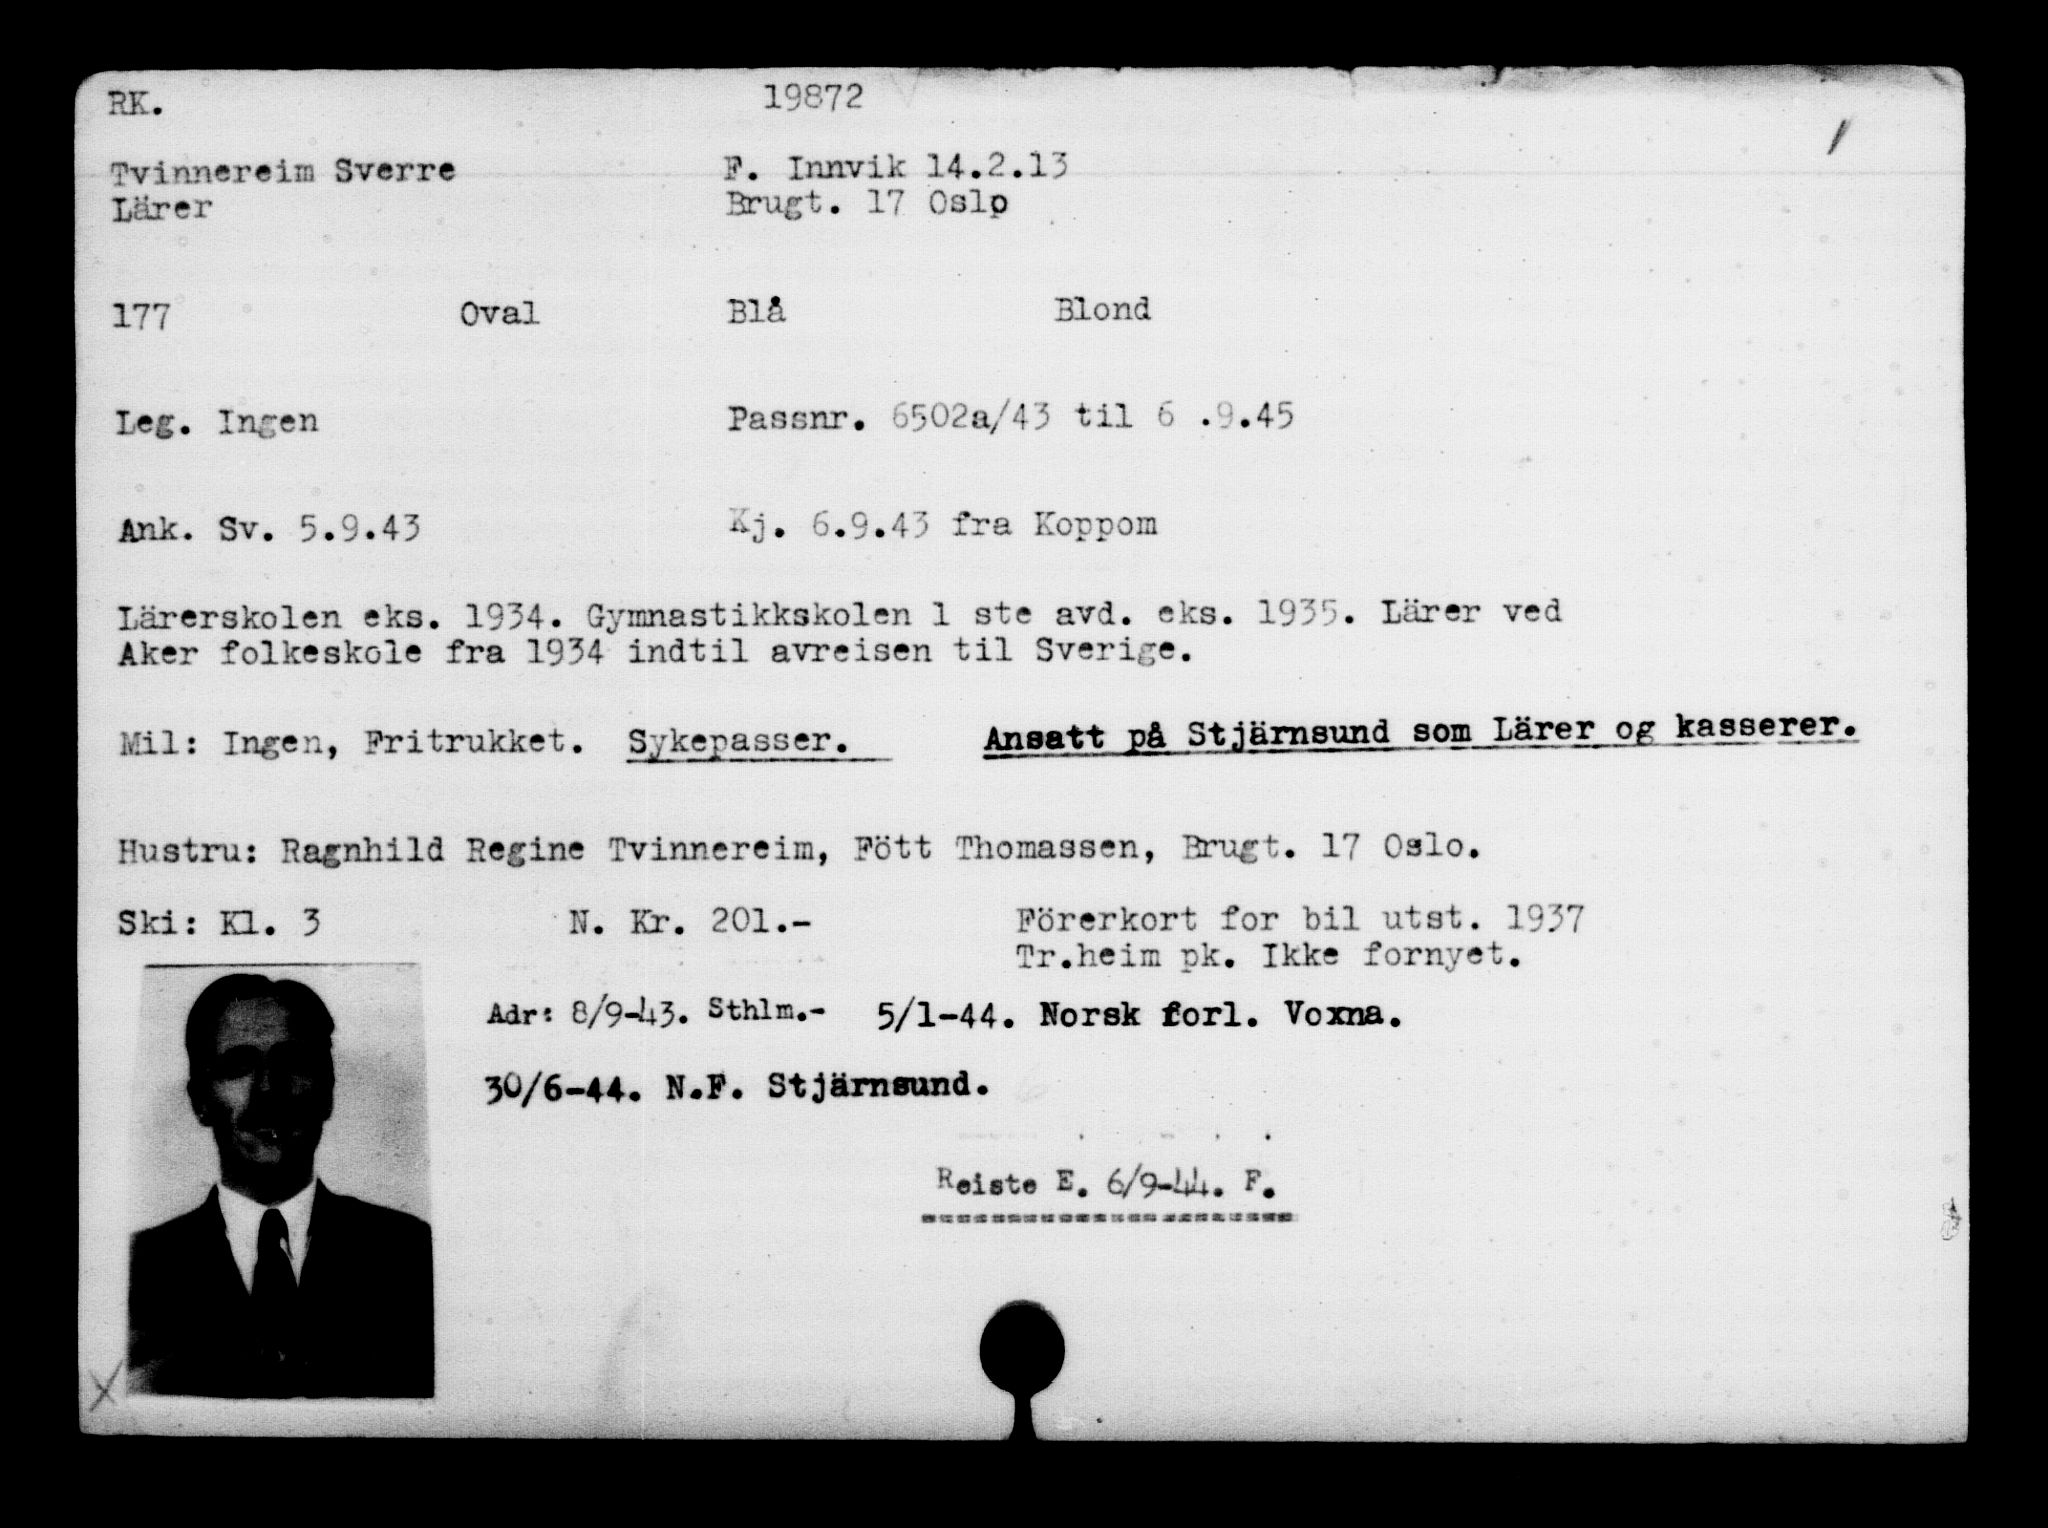 RK. 19872
Tvinnereim Sverre F. Innvik 14.2.13
Lärer Brugt. 17 Oslo
177 Oval Blå Blond
Leg. Ingen Passnr. 6502a/43 til 6 .9.45
Ank. Sv. 5.9.43 Kj. 6.9.43 fra Koppom
Lärerskolen eks. 1934. Gymnastikkskolen 1 ste avd. eks. 1935. Lärer ved
Aker folkeskole fra 1934 indtil avreisen til Sverige.
Mil: Ingen, Fritrukket. Sykepasser. Ansatt på Stjärnsund som Lärer og kasserer.
Hustru: Ragnhild Regine Tvinnereim, Fött Thomassen, Brugt. 17 Oslo.
Ski: Kl. 3 N. Kr. 201.- Förerkort for bil utst. 1937
Tr.heim pk. Ikke fornyet.
Adr: 8/9-43. Sthlm.- 5/1-44. Norsk forl. Voxna.
30/6-44. N.F. Stjärnsund.
Reiste E. 6/9-44. F.